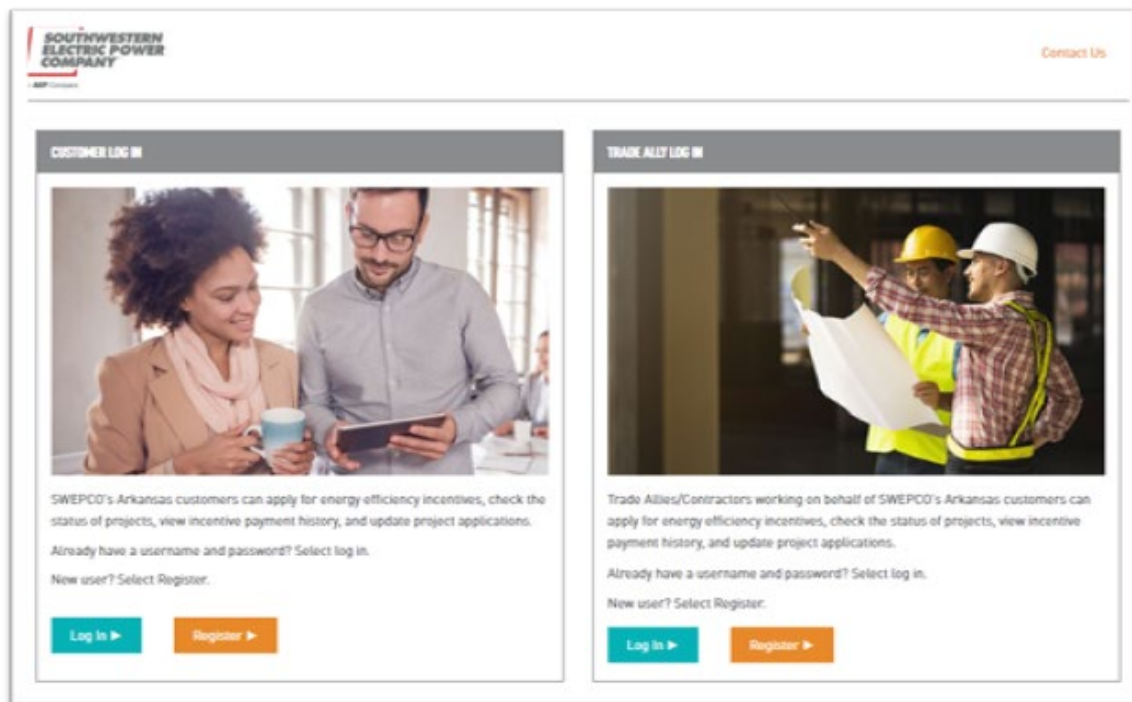 SOUTHWESTERN
ELECTRIC POWER
COMPANY
AEP Company
Contact Us
CUSTOMER LOG IN
SWEPCO's Arkansas customers can apply for energy efficiency incentives, check the
status of projects, view incentive payment history, and update project applications.
Already have a username and password? Select log in.
New user? Select Register.
Log In ▶
Register ▶
TRADE ALLY LOG IN
Trade Allies/Contractors working on behalf of SWEPCO's Arkansas customers can
apply for energy efficiency incentives, check the status of projects, view incentive
payment history, and update project applications.
Already have a username and password? Select log in.
New user? Select Register.
Log In ▶
Register ▶